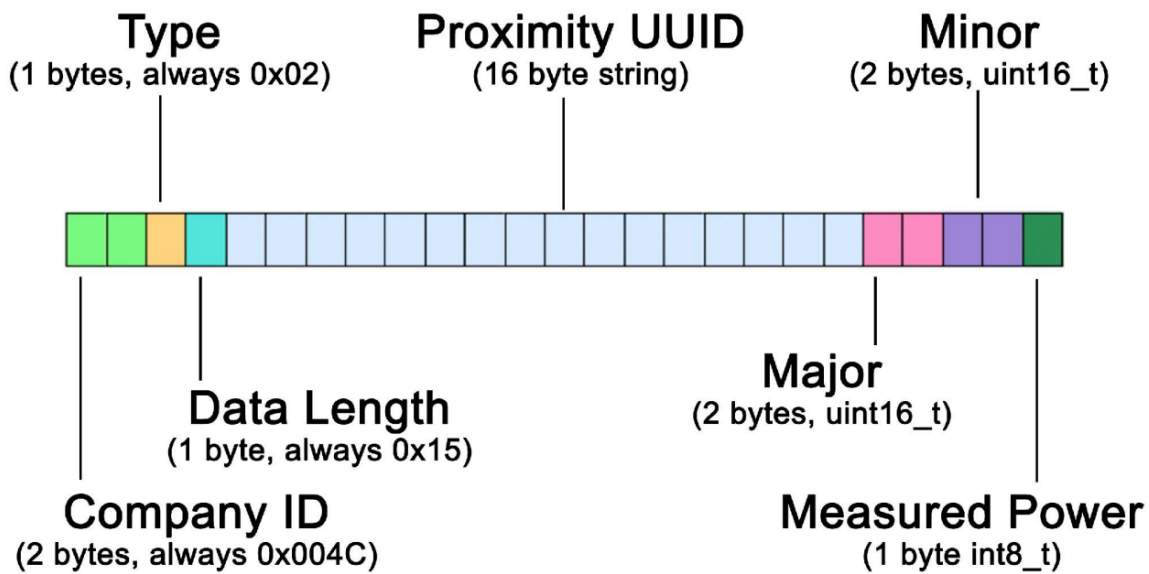 Type
(1 bytes, always 0x02)
Proximity UUID
(16 byte string)
Minor
(2 bytes, uint16_t)
Major
(2 bytes, uint16_t)
Data Length
(1 byte, always 0x15)
Company ID
(2 bytes, always 0x004C)
Measured Power
(1 byte int8_t)